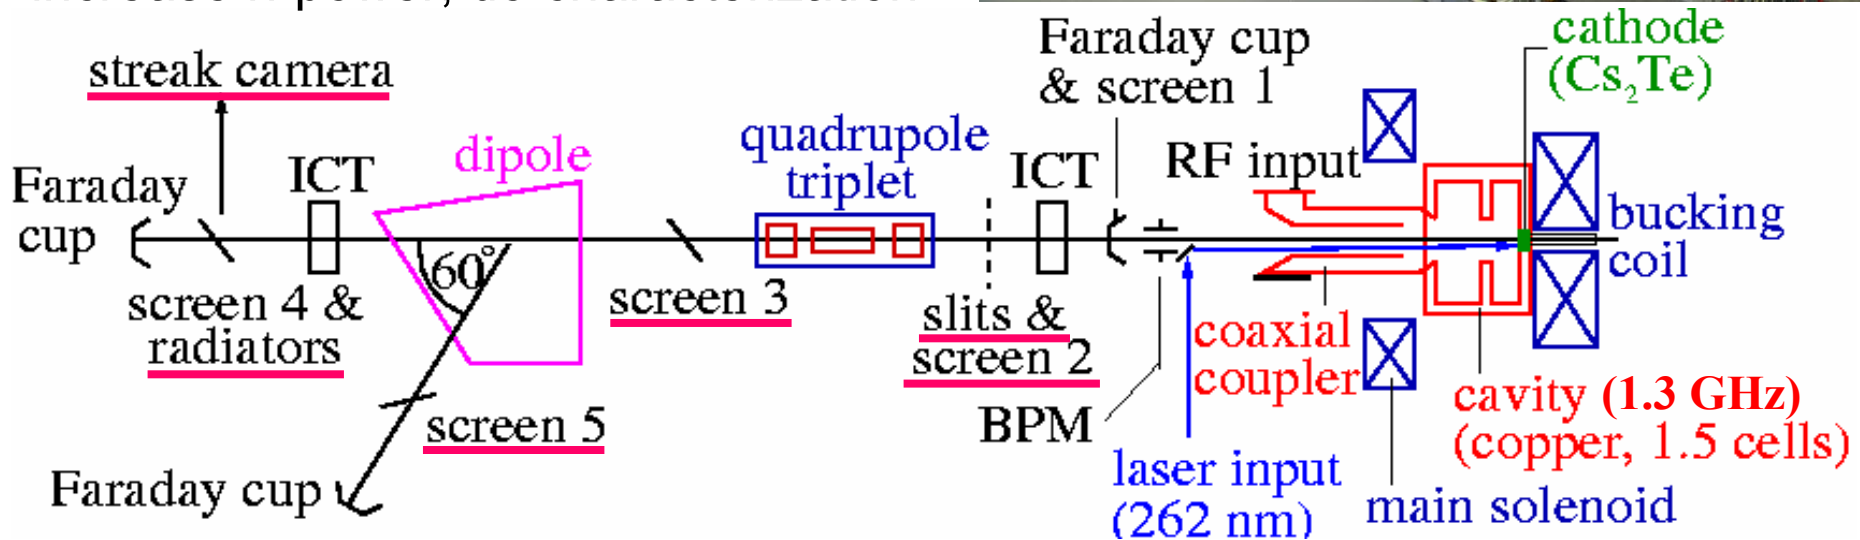 streak camera
Faraday cup
& screen 1
cathode
(Cs₂Te)
ICT
dipole
quadrupole
triplet
ICT
RF input
Faraday
cup
bucking
coil
60°
screen 4 &
radiators
screen 3
slits &
screen 2
coaxial
coupler
BPM
cavity (1.3 GHz)
(copper, 1.5 cells)
screen 5
laser input
(262 nm)
main solenoid
Faraday cup